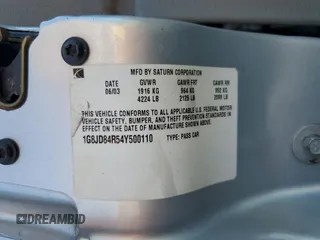 MFD BY SATURN CORPORATION
DATE GVWR GAWR FRT GAWR RR
06/03 1916 KG 964 KG 952 KG
4224 LB 2125 LB 2099 LB
THIS VEHICLE CONFORMS TO ALL APPLICABLE U.S. FEDERAL MOTOR
VEHICLE SAFETY, BUMPER, AND THEFT PREVENTION STANDARDS IN
EFFECT ON THE DATE OF MANUFACTURE SHOWN ABOVE.
1G8JD84R54Y500110
TYPE: PASS CAR
DREAMBID